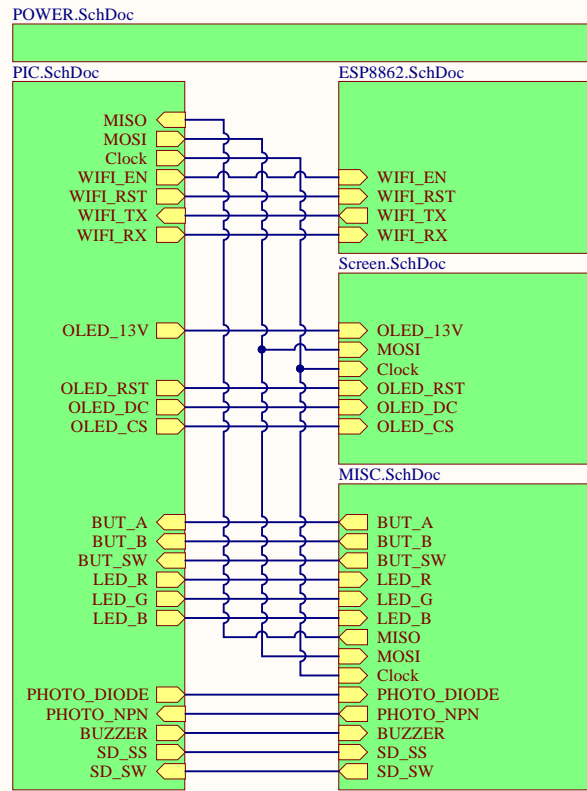 POWER.SchDoc
PIC.SchDoc
MISO
MOSI
Clock
WIFI_EN
WIFI_RST
WIFI_TX
WIFI_RX
OLED_13V
OLED_RST
OLED_DC
OLED_CS
BUT_A
BUT_B
BUT_SW
LED_R
LED_G
LED_B
PHOTO_DIODE
PHOTO_NPN
BUZZER
SD_SS
SD_SW
ESP8862.SchDoc
WIFI_EN
WIFI_RST
WIFI_TX
WIFI_RX
Screen.SchDoc
OLED_13V
MOSI
Clock
OLED_RST
OLED_DC
OLED_CS
MISC.SchDoc
BUT_A
BUT_B
BUT_SW
LED_R
LED_G
LED_B
MISO
MOSI
Clock
PHOTO_DIODE
PHOTO_NPN
BUZZER
SD_SS
SD_SW